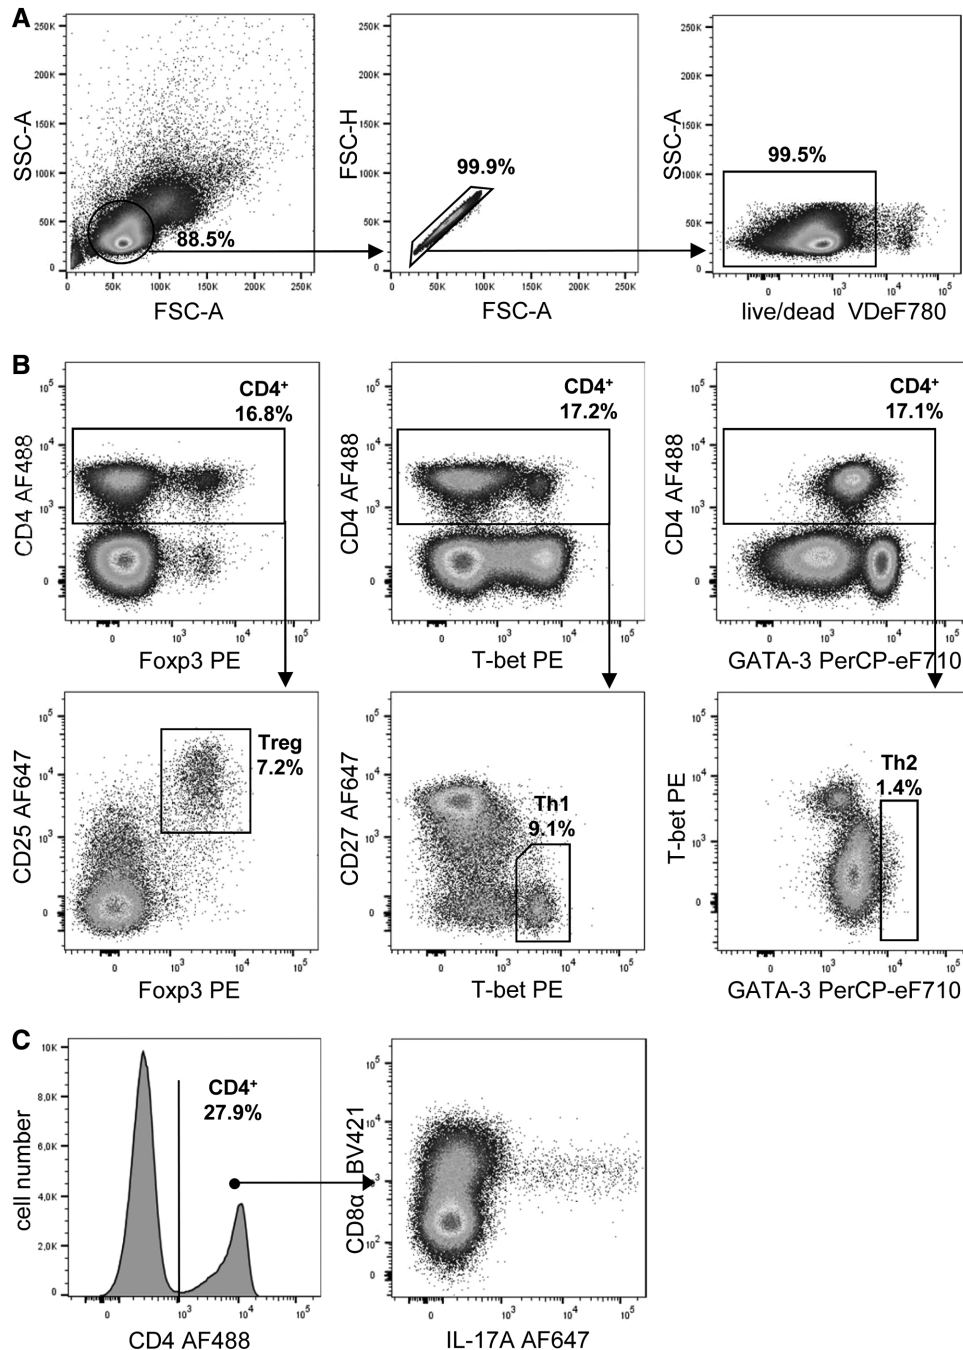 A
250K
200K
150K
100K
50K
0
SSC-A
88.5%
0 50K 100K 150K 200K 250K
FSC-A
250K
200K
150K
100K
50K
0
FSC-H
99.9%
0 50K 100K 150K 200K 250K
FSC-A
250K
200K
150K
100K
50K
0
SSC-A
99.5%
0 10³ 10⁴ 10⁵
live/dead VDeF780
B
10⁵
10⁴
10³
0
CD4 AF488
CD4⁺
16.8%
0 10³ 10⁴ 10⁵
Foxp3 PE
10⁵
10⁴
10³
0
CD4 AF488
CD4⁺
17.2%
0 10³ 10⁴ 10⁵
T-bet PE
10⁵
10⁴
10³
0
CD4 AF488
CD4⁺
17.1%
0 10³ 10⁴ 10⁵
GATA-3 PerCP-eF710
10⁵
10⁴
10³
0
CD25 AF647
Treg
7.2%
0 10³ 10⁴ 10⁵
Foxp3 PE
10⁵
10⁴
10³
0
CD27 AF647
Th1
9.1%
0 10³ 10⁴ 10⁵
T-bet PE
10⁵
10⁴
10³
0
T-bet PE
Th2
1.4%
0 10³ 10⁴ 10⁵
GATA-3 PerCP-eF710
C
10K
8,0K
6,0K
4,0K
2,0K
0
cell number
CD4⁺
27.9%
0 10³ 10⁴ 10⁵
CD4 AF488
10⁵
10⁴
10³
10²
0
CD8α BV421
0 10³ 10⁴ 10⁵
IL-17A AF647